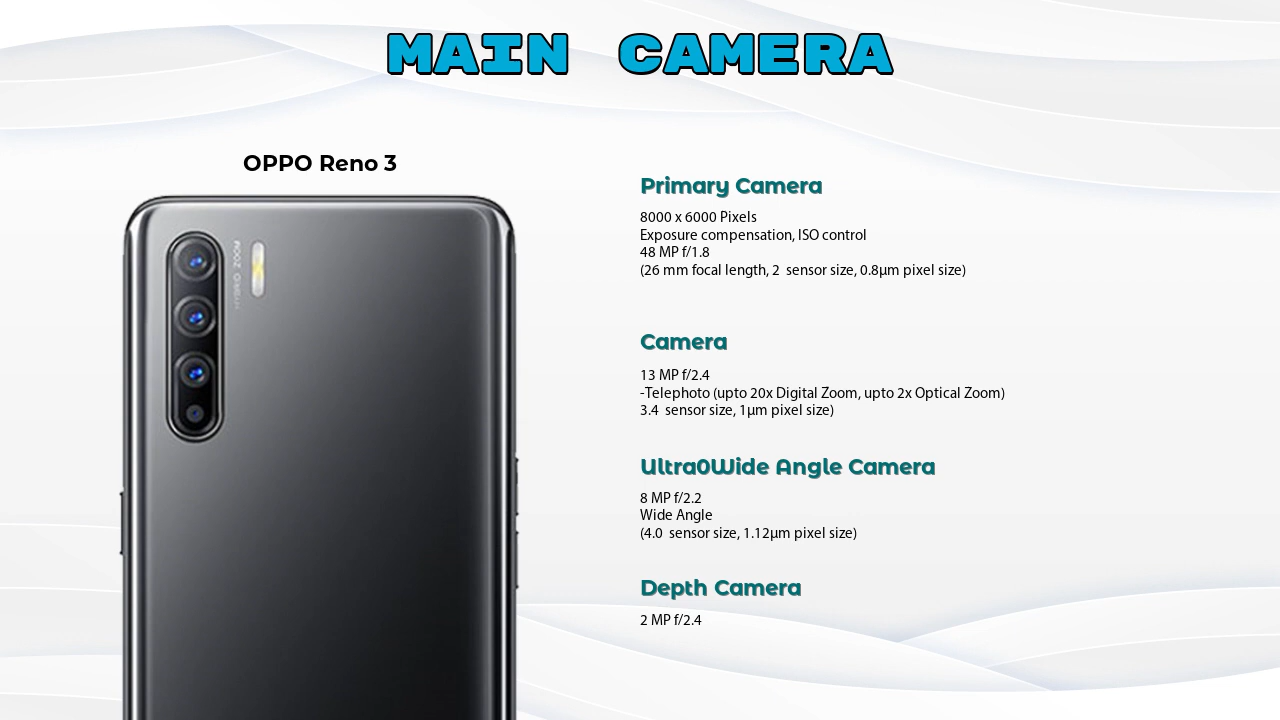 MAIN CAMERA
OPPO Reno 3
HYBRID ZOOM
Primary Camera
8000 x 6000 Pixels
Exposure compensation, ISO control
48 MP f/1.8
(26 mm focal length, 2 sensor size, 0.8µm pixel size)
Camera
13 MP f/2.4
-Telephoto (upto 20x Digital Zoom, upto 2x Optical Zoom)
3.4 sensor size, 1µm pixel size)
Ultra0Wide Angle Camera
8 MP f/2.2
Wide Angle
(4.0 sensor size, 1.12µm pixel size)
Depth Camera
2 MP f/2.4